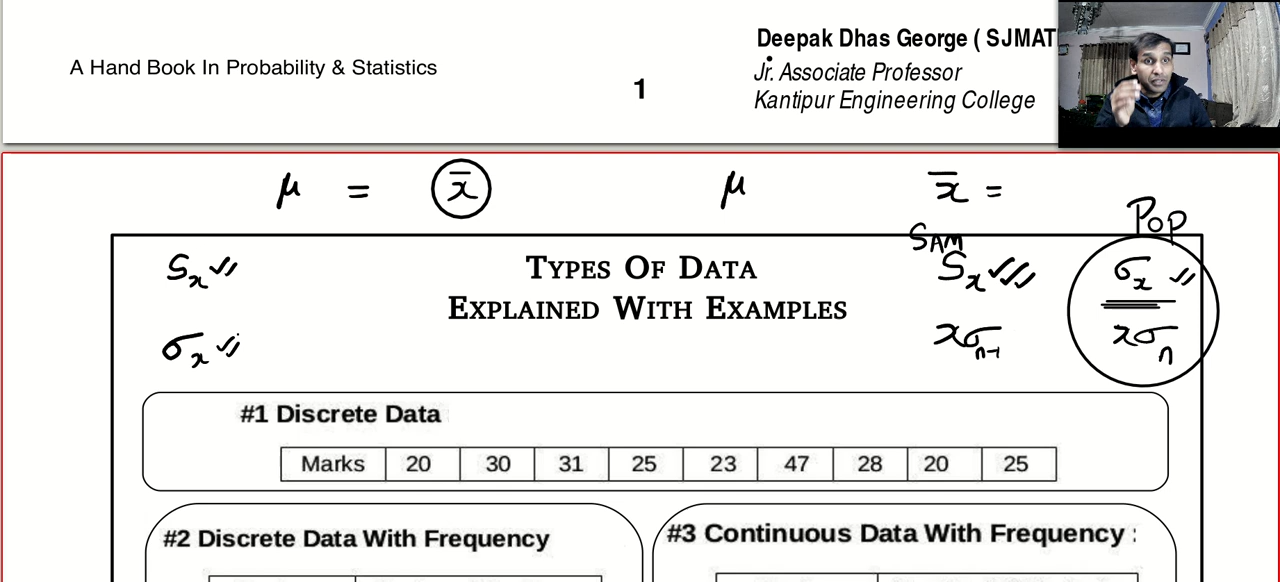 A Hand Book In Probability & Statistics
1
Deepak Dhas George ( SJMAT
Jr. Associate Professor
Kantipur Engineering College
μ = x̄ μ x̄ =
SAM Pop
Sx σx
σx xσn-1 xσn
Sx
TYPES OF DATA
EXPLAINED WITH EXAMPLES
#1 Discrete Data
Marks 20 30 31 25 23 47 28 20 25
#2 Discrete Data With Frequency
#3 Continuous Data With Frequency :